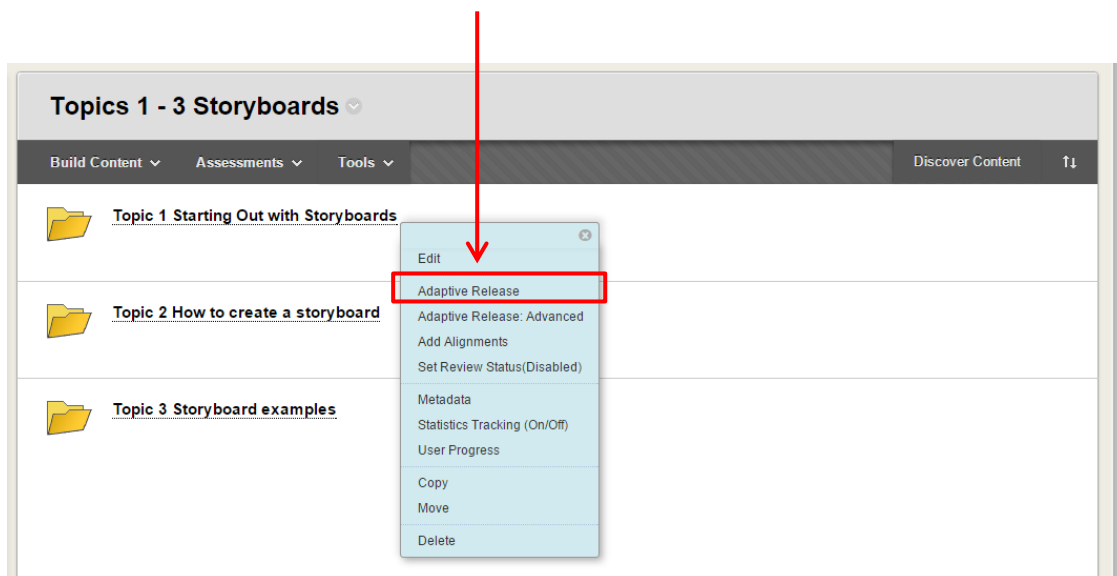 Topics 1 - 3 Storyboards
Build Content Assessments Tools Discover Content
Topic 1 Starting Out with Storyboards
Edit
Adaptive Release
Topic 2 How to create a storyboard
Adaptive Release: Advanced
Add Alignments
Set Review Status(Disabled)
Metadata
Topic 3 Storyboard examples
Statistics Tracking (On/Off)
User Progress
Copy
Move
Delete